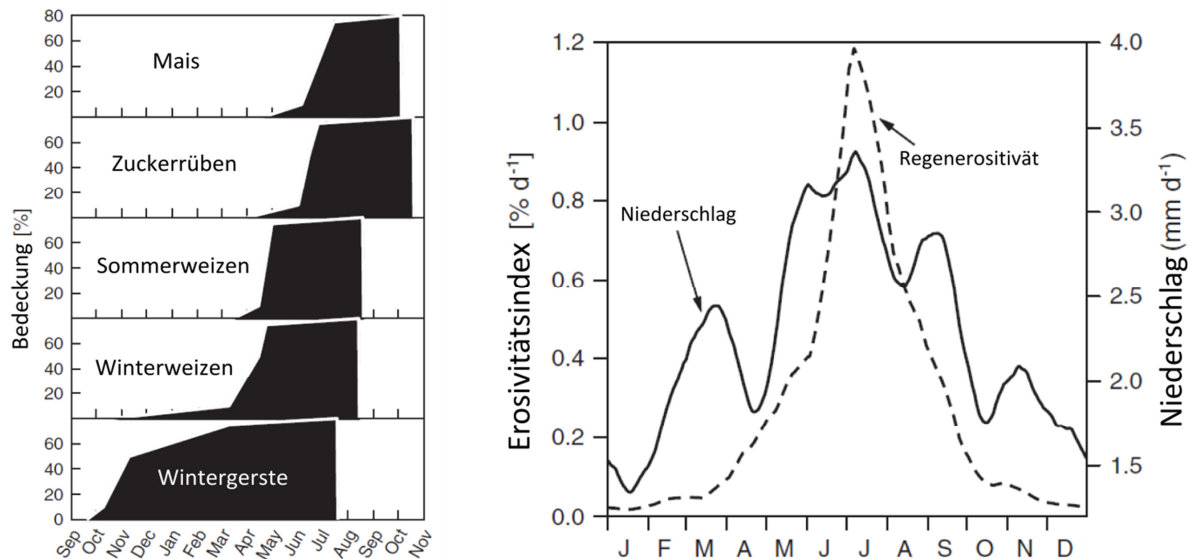 80
60
40
20
Mais
60
40
20
Zuckerrüben
60
40
20
Sommerweizen
60
40
20
Winterweizen
60
40
20
0
Wintergerste
Bedeckung [%]
Sep Oct Nov Dec Jan Feb Mar Apr May Jun Jul Aug Sep Oct Nov
1.2
1.0
0.8
0.6
0.4
0.2
0.0
Erosivitätsindex [% d⁻¹]
Niederschlag
Regenerositivät
4.0
3.5
3.0
2.5
2.0
1.5
Niederschlag (mm d⁻¹)
J F M A M J J A S O N D